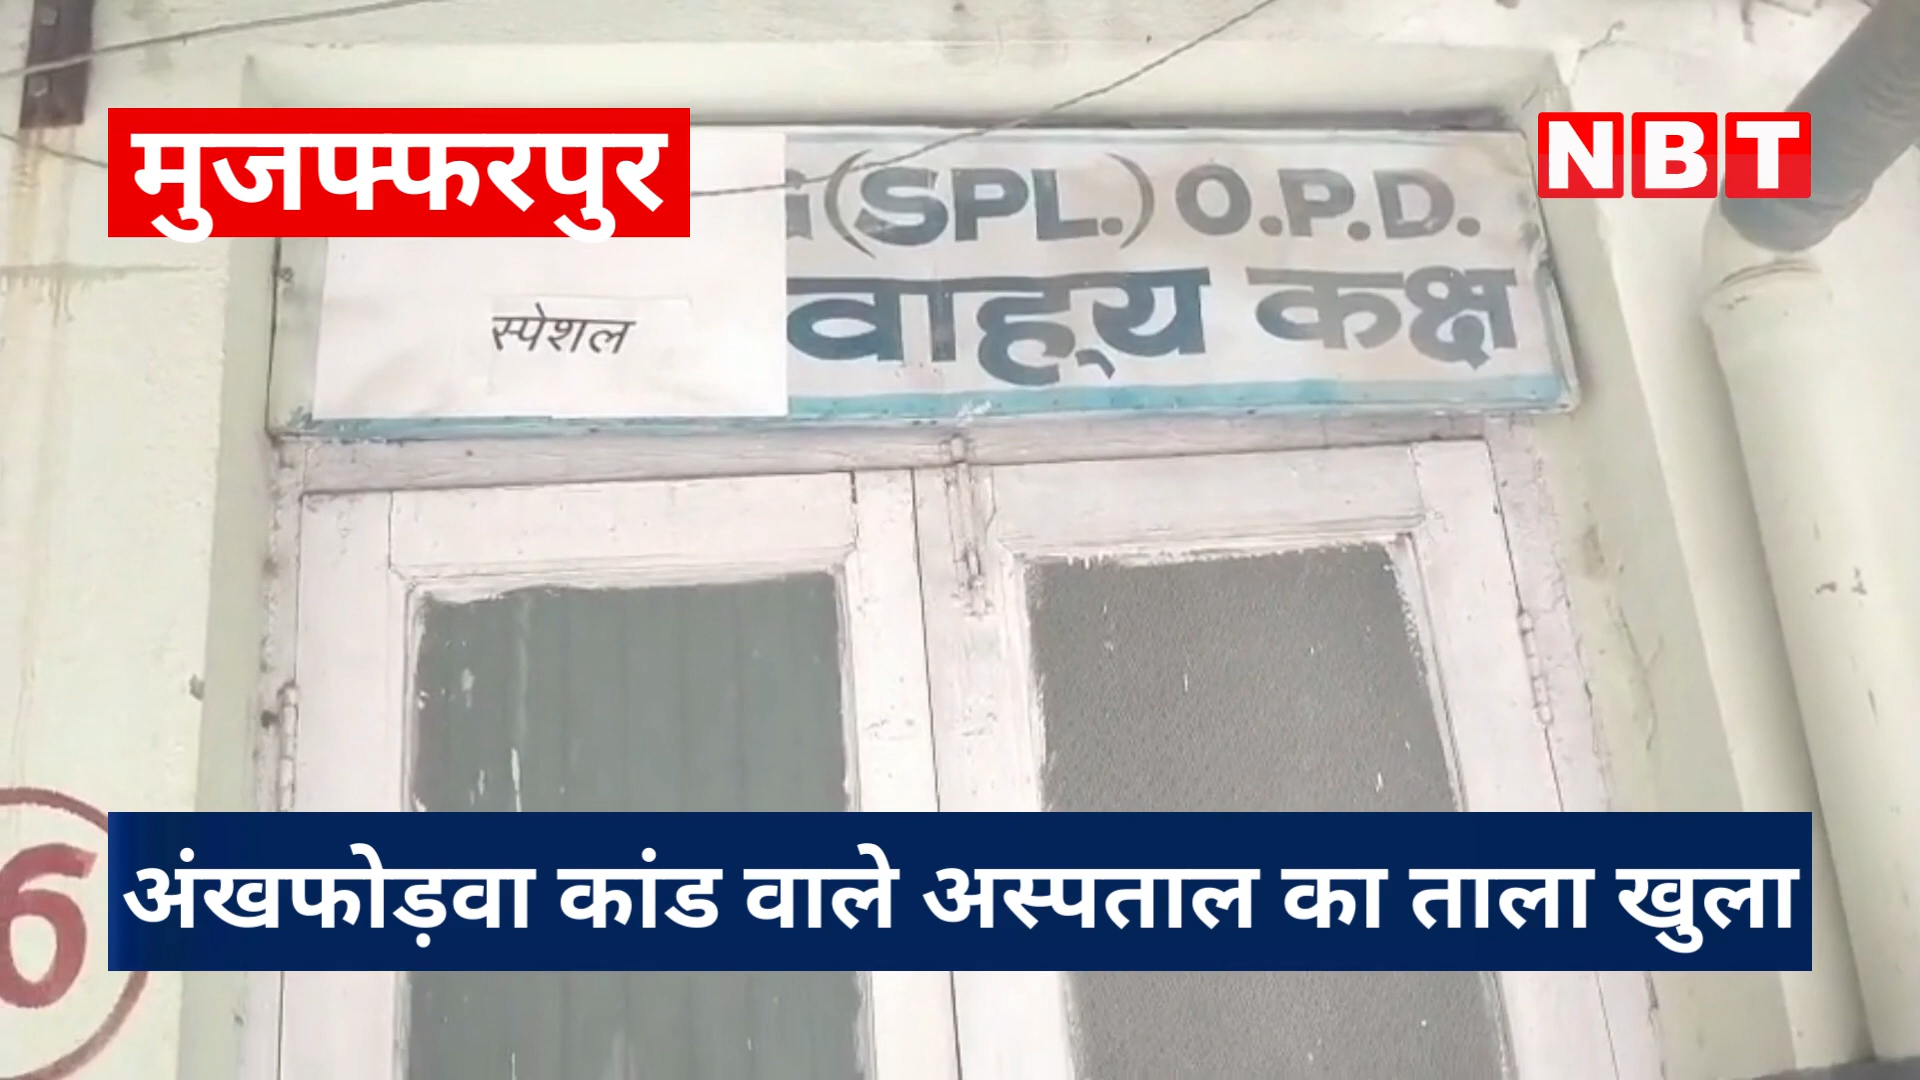 मुजफ्फरपुर
NBT
(SPL.) O.P.D.
स्पेशल
वाह्य कक्ष
6
अंखफोड़वा कांड वाले अस्पताल का ताला खुला